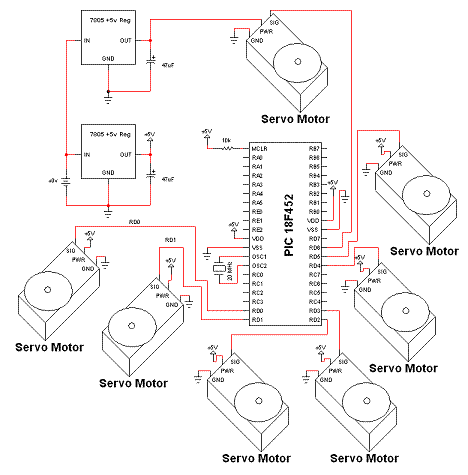 7805 +5v Reg
IN
OUT
GND
47uF
SIG
PWR
GND
Servo Motor
7805 +5v Reg
+5V
IN
OUT
GND
47uF
+5V
10k
MCLR
RA0
RA1
RA2
RA3
RA4
RA5
RE0
RE1
RE2
VDD
VSS
OSC1
OSC2
RC0
RC1
RC2
RC3
RD0
RD1
PIC 18F452
RB7
RB6
RB5
RB4
RB3
RB2
RB1
RB0
VDD
VSS
RD7
RD6
RD5
RD4
RC7
RC6
RC5
RC4
RD3
RD2
+5V
20 MHz
+5V
SIG
PWR
GND
Servo Motor
RD0
+5V
SIG
PWR
GND
Servo Motor
RD1
+5V
SIG
PWR
GND
Servo Motor
+5V
SIG
PWR
GND
Servo Motor
+5V
SIG
PWR
GND
Servo Motor
+5V
SIG
PWR
GND
Servo Motor